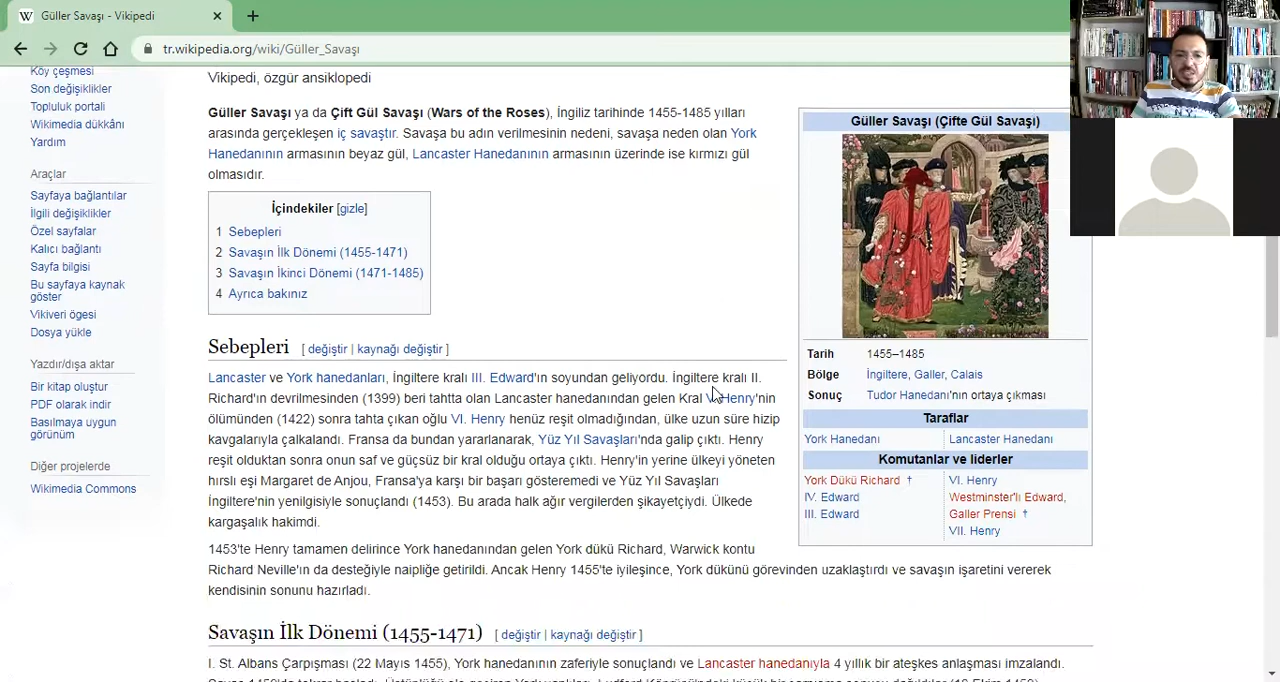 Güller Savaşı - Vikipedi
tr.wikipedia.org/wiki/Güller_Savaşı
Köy çeşmesi
Son değişiklikler
Topluluk portali
Wikimedia dükkânı
Yardım
Araçlar
Sayfaya bağlantılar
İlgili değişiklikler
Özel sayfalar
Kalıcı bağlantı
Sayfa bilgisi
Bu sayfaya kaynak
göster
Vikiveri ögesi
Dosya yükle
Yazdır/dışa aktar
Bir kitap oluştur
PDF olarak indir
Basılmaya uygun
görünüm
Diğer projelerde
Wikimedia Commons
Vikipedi, özgür ansiklopedi
Güller Savaşı ya da Çift Gül Savaşı (Wars of the Roses), İngiliz tarihinde 1455-1485 yılları
arasında gerçekleşen iç savaştır. Savaşa bu adın verilmesinin nedeni, savaşa neden olan York
Hanedanının armasının beyaz gül, Lancaster Hanedanının armasının üzerinde ise kırmızı gül
olmasıdır.
İçindekiler [gizle]
1 Sebepleri
2 Savaşın İlk Dönemi (1455-1471)
3 Savaşın İkinci Dönemi (1471-1485)
4 Ayrıca bakınız
Sebepleri [ değiştir | kaynağı değiştir ]
Lancaster ve York hanedanları, İngiltere kralı III. Edward'ın soyundan geliyordu. İngiltere kralı II.
Richard'ın devrilmesinden (1399) beri tahtta olan Lancaster hanedanından gelen Kral V. Henry'nin
ölümünden (1422) sonra tahta çıkan oğlu VI. Henry henüz reşit olmadığından, ülke uzun süre hizip
kavgalarıyla çalkalandı. Fransa da bundan yararlanarak, Yüz Yıl Savaşları'nda galip çıktı. Henry
reşit olduktan sonra onun saf ve güçsüz bir kral olduğu ortaya çıktı. Henry'in yerine ülkeyi yöneten
hırslı eşi Margaret de Anjou, Fransa'ya karşı bir başarı gösteremedi ve Yüz Yıl Savaşları
İngiltere'nin yenilgisiyle sonuçlandı (1453). Bu arada halk ağır vergilerden şikayetçiydi. Ülkede
kargaşalık hakimdi.
1453'te Henry tamamen delirince York hanedanından gelen York dükü Richard, Warwick kontu
Richard Neville'ın da desteğiyle naipliğe getirildi. Ancak Henry 1455'te iyileşince, York dükünü görevinden uzaklaştırdı ve savaşın işaretini vererek
kendisinin sonunu hazırladı.
Savaşın İlk Dönemi (1455-1471) [ değiştir | kaynağı değiştir ]
I. St. Albans Çarpışması (22 Mayıs 1455), York hanedanının zaferiyle sonuçlandı ve Lancaster hanedanıyla 4 yıllık bir ateşkes anlaşması imzalandı.
Güller Savaşı (Çifte Gül Savaşı)
Tarih 1455–1485
Bölge İngiltere, Galler, Calais
Sonuç Tudor Hanedanı'nın ortaya çıkması
Taraflar
York Hanedanı Lancaster Hanedanı
Komutanlar ve liderler
York Dükü Richard † VI. Henry
IV. Edward Westminster'lı Edward,
III. Edward Galler Prensi †
VII. Henry